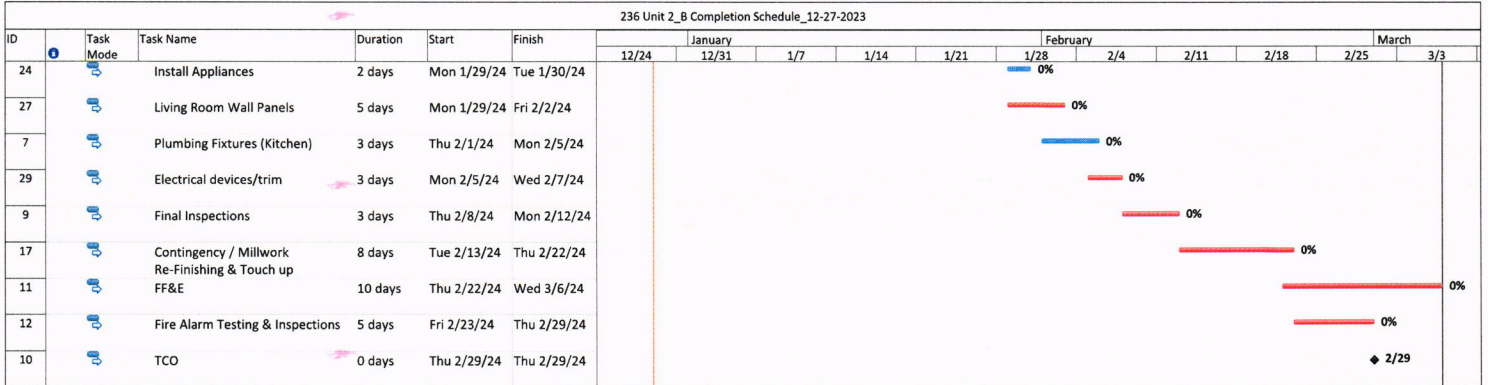 236 Unit 2_B Completion Schedule_12-27-2023
ID Task Mode Task Name Duration Start Finish January February March
12/24 12/31 1/7 1/14 1/21 1/28 2/4 2/11 2/18 2/25 3/3
24 Install Appliances 2 days Mon 1/29/24 Tue 1/30/24 0%
27 Living Room Wall Panels 5 days Mon 1/29/24 Fri 2/2/24 0%
7 Plumbing Fixtures (Kitchen) 3 days Thu 2/1/24 Mon 2/5/24 0%
29 Electrical devices/trim 3 days Mon 2/5/24 Wed 2/7/24 0%
9 Final Inspections 3 days Thu 2/8/24 Mon 2/12/24 0%
17 Contingency / Millwork 8 days Tue 2/13/24 Thu 2/22/24 0%
Re-Finishing & Touch up
11 FF&E 10 days Thu 2/22/24 Wed 3/6/24 0%
12 Fire Alarm Testing & Inspections 5 days Fri 2/23/24 Thu 2/29/24 0%
10 TCO 0 days Thu 2/29/24 Thu 2/29/24 2/29